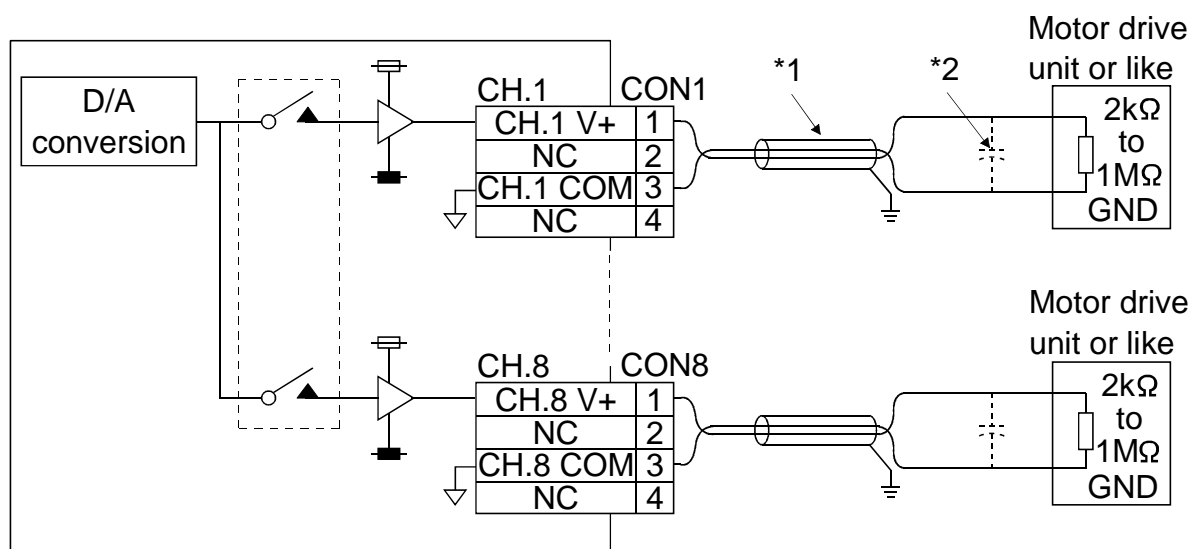 D/A
conversion
CH.1 CON1
CH.1 V+ 1
NC 2
CH.1 COM 3
NC 4
*1
*2
Motor drive
unit or like
2kΩ
to
1MΩ
GND
CH.8 CON8
CH.8 V+ 1
NC 2
CH.8 COM 3
NC 4
Motor drive
unit or like
2kΩ
to
1MΩ
GND